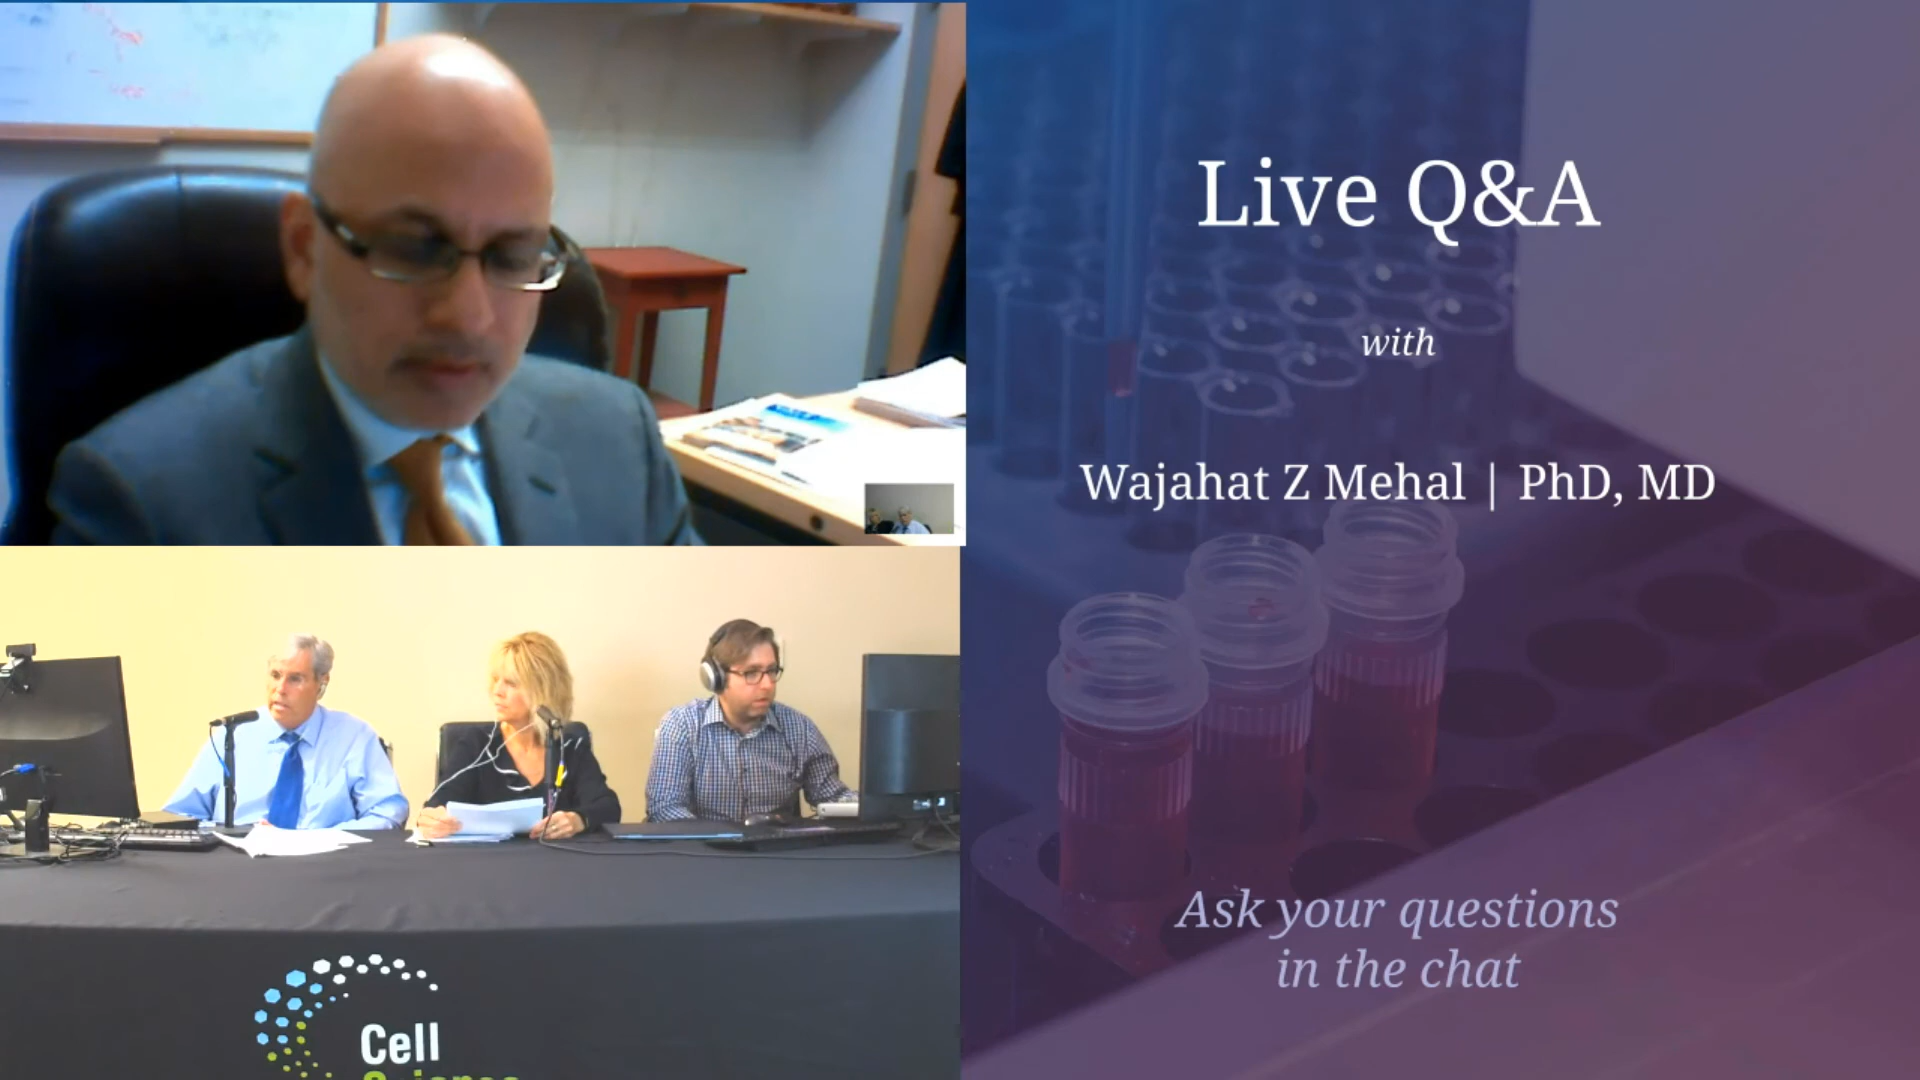 Live Q&A
with
Wajahat Z Mehal | PhD, MD
Ask your questions
in the chat
Cell